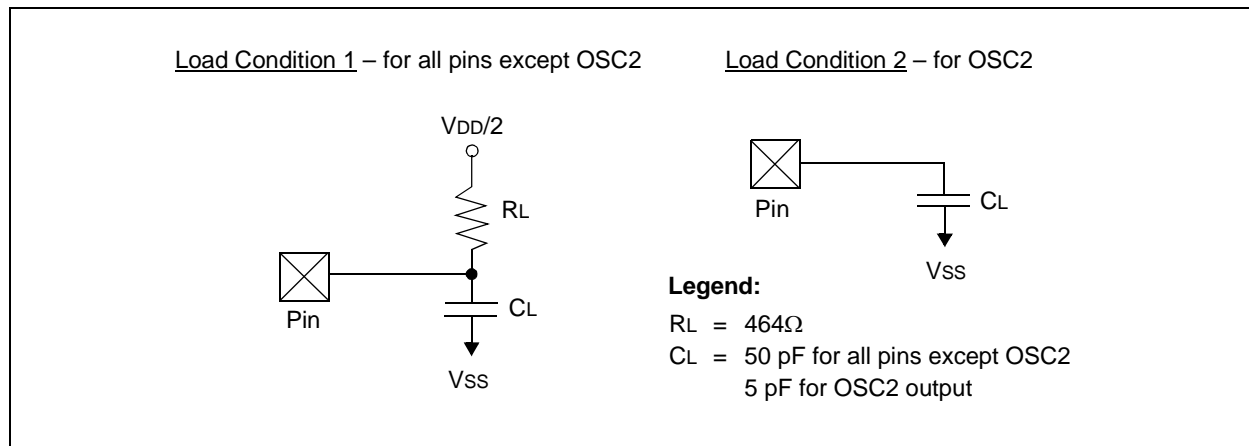 Load Condition 1 – for all pins except OSC2
VDD/2
RL
Pin
CL
VSS
Load Condition 2 – for OSC2
Pin
CL
VSS
Legend:
RL = 464Ω
CL = 50 pF for all pins except OSC2
5 pF for OSC2 output